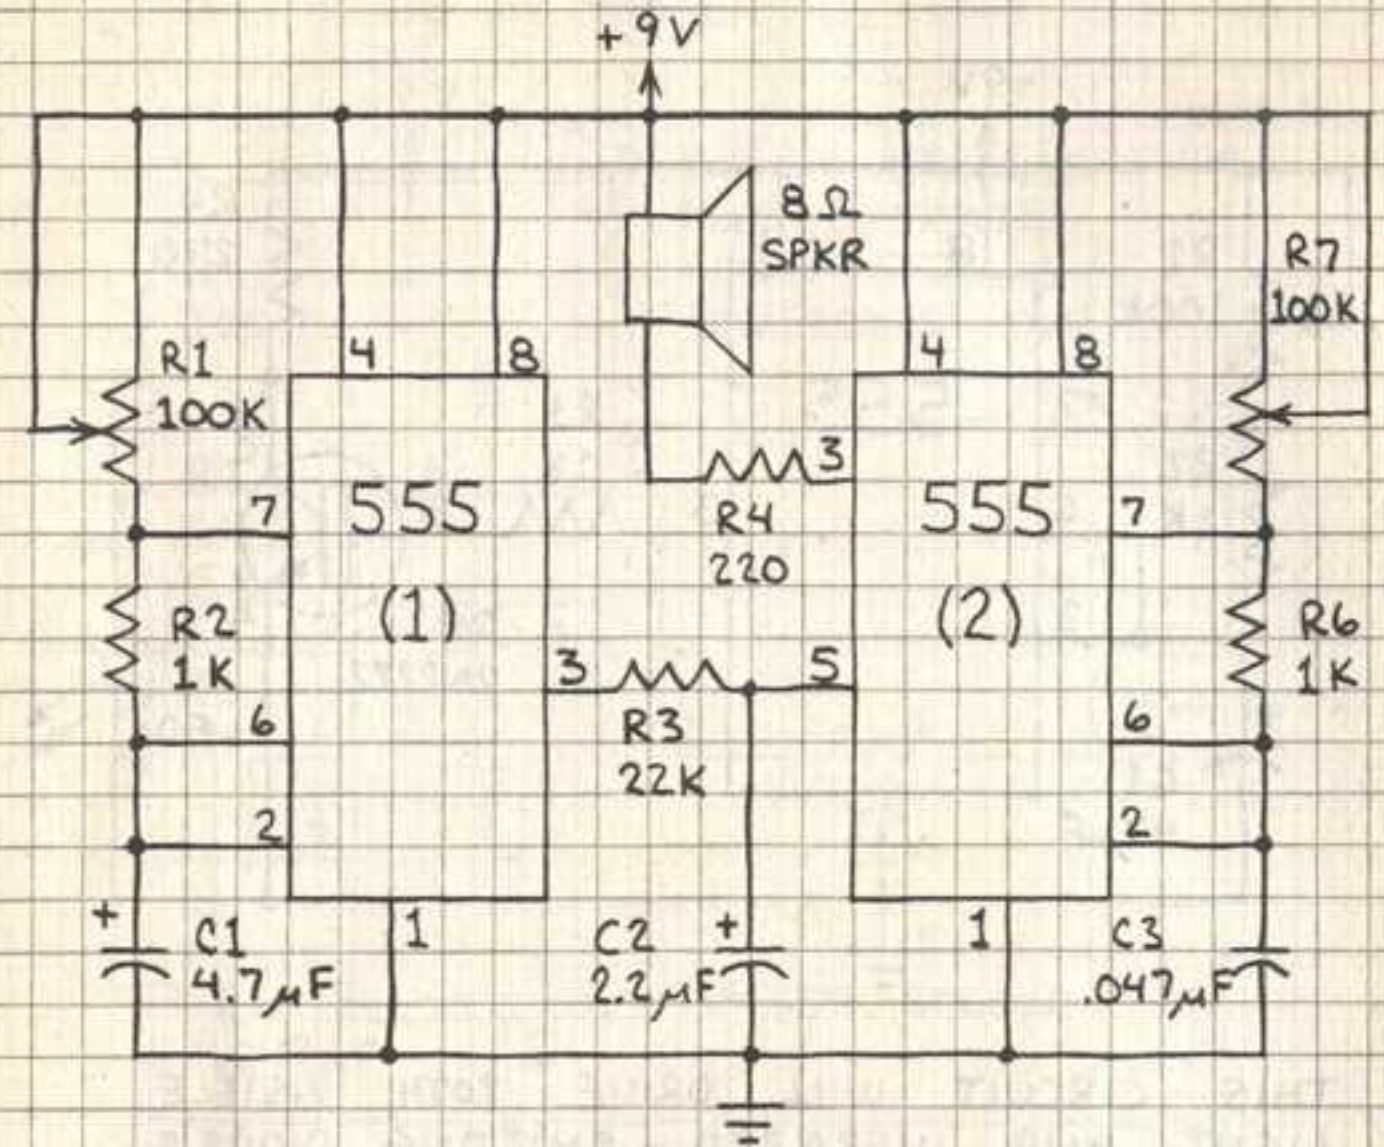 +9V
8Ω
SPKR
R7
100K
R1
100K
4
8
4
8
3
R4
220
7
555
(1)
555
(2)
7
R2
1K
3
R3
22K
5
R6
1K
6
6
2
2
+
C1
4.7µF
1
C2
2.2µF
+
1
C3
.047µF